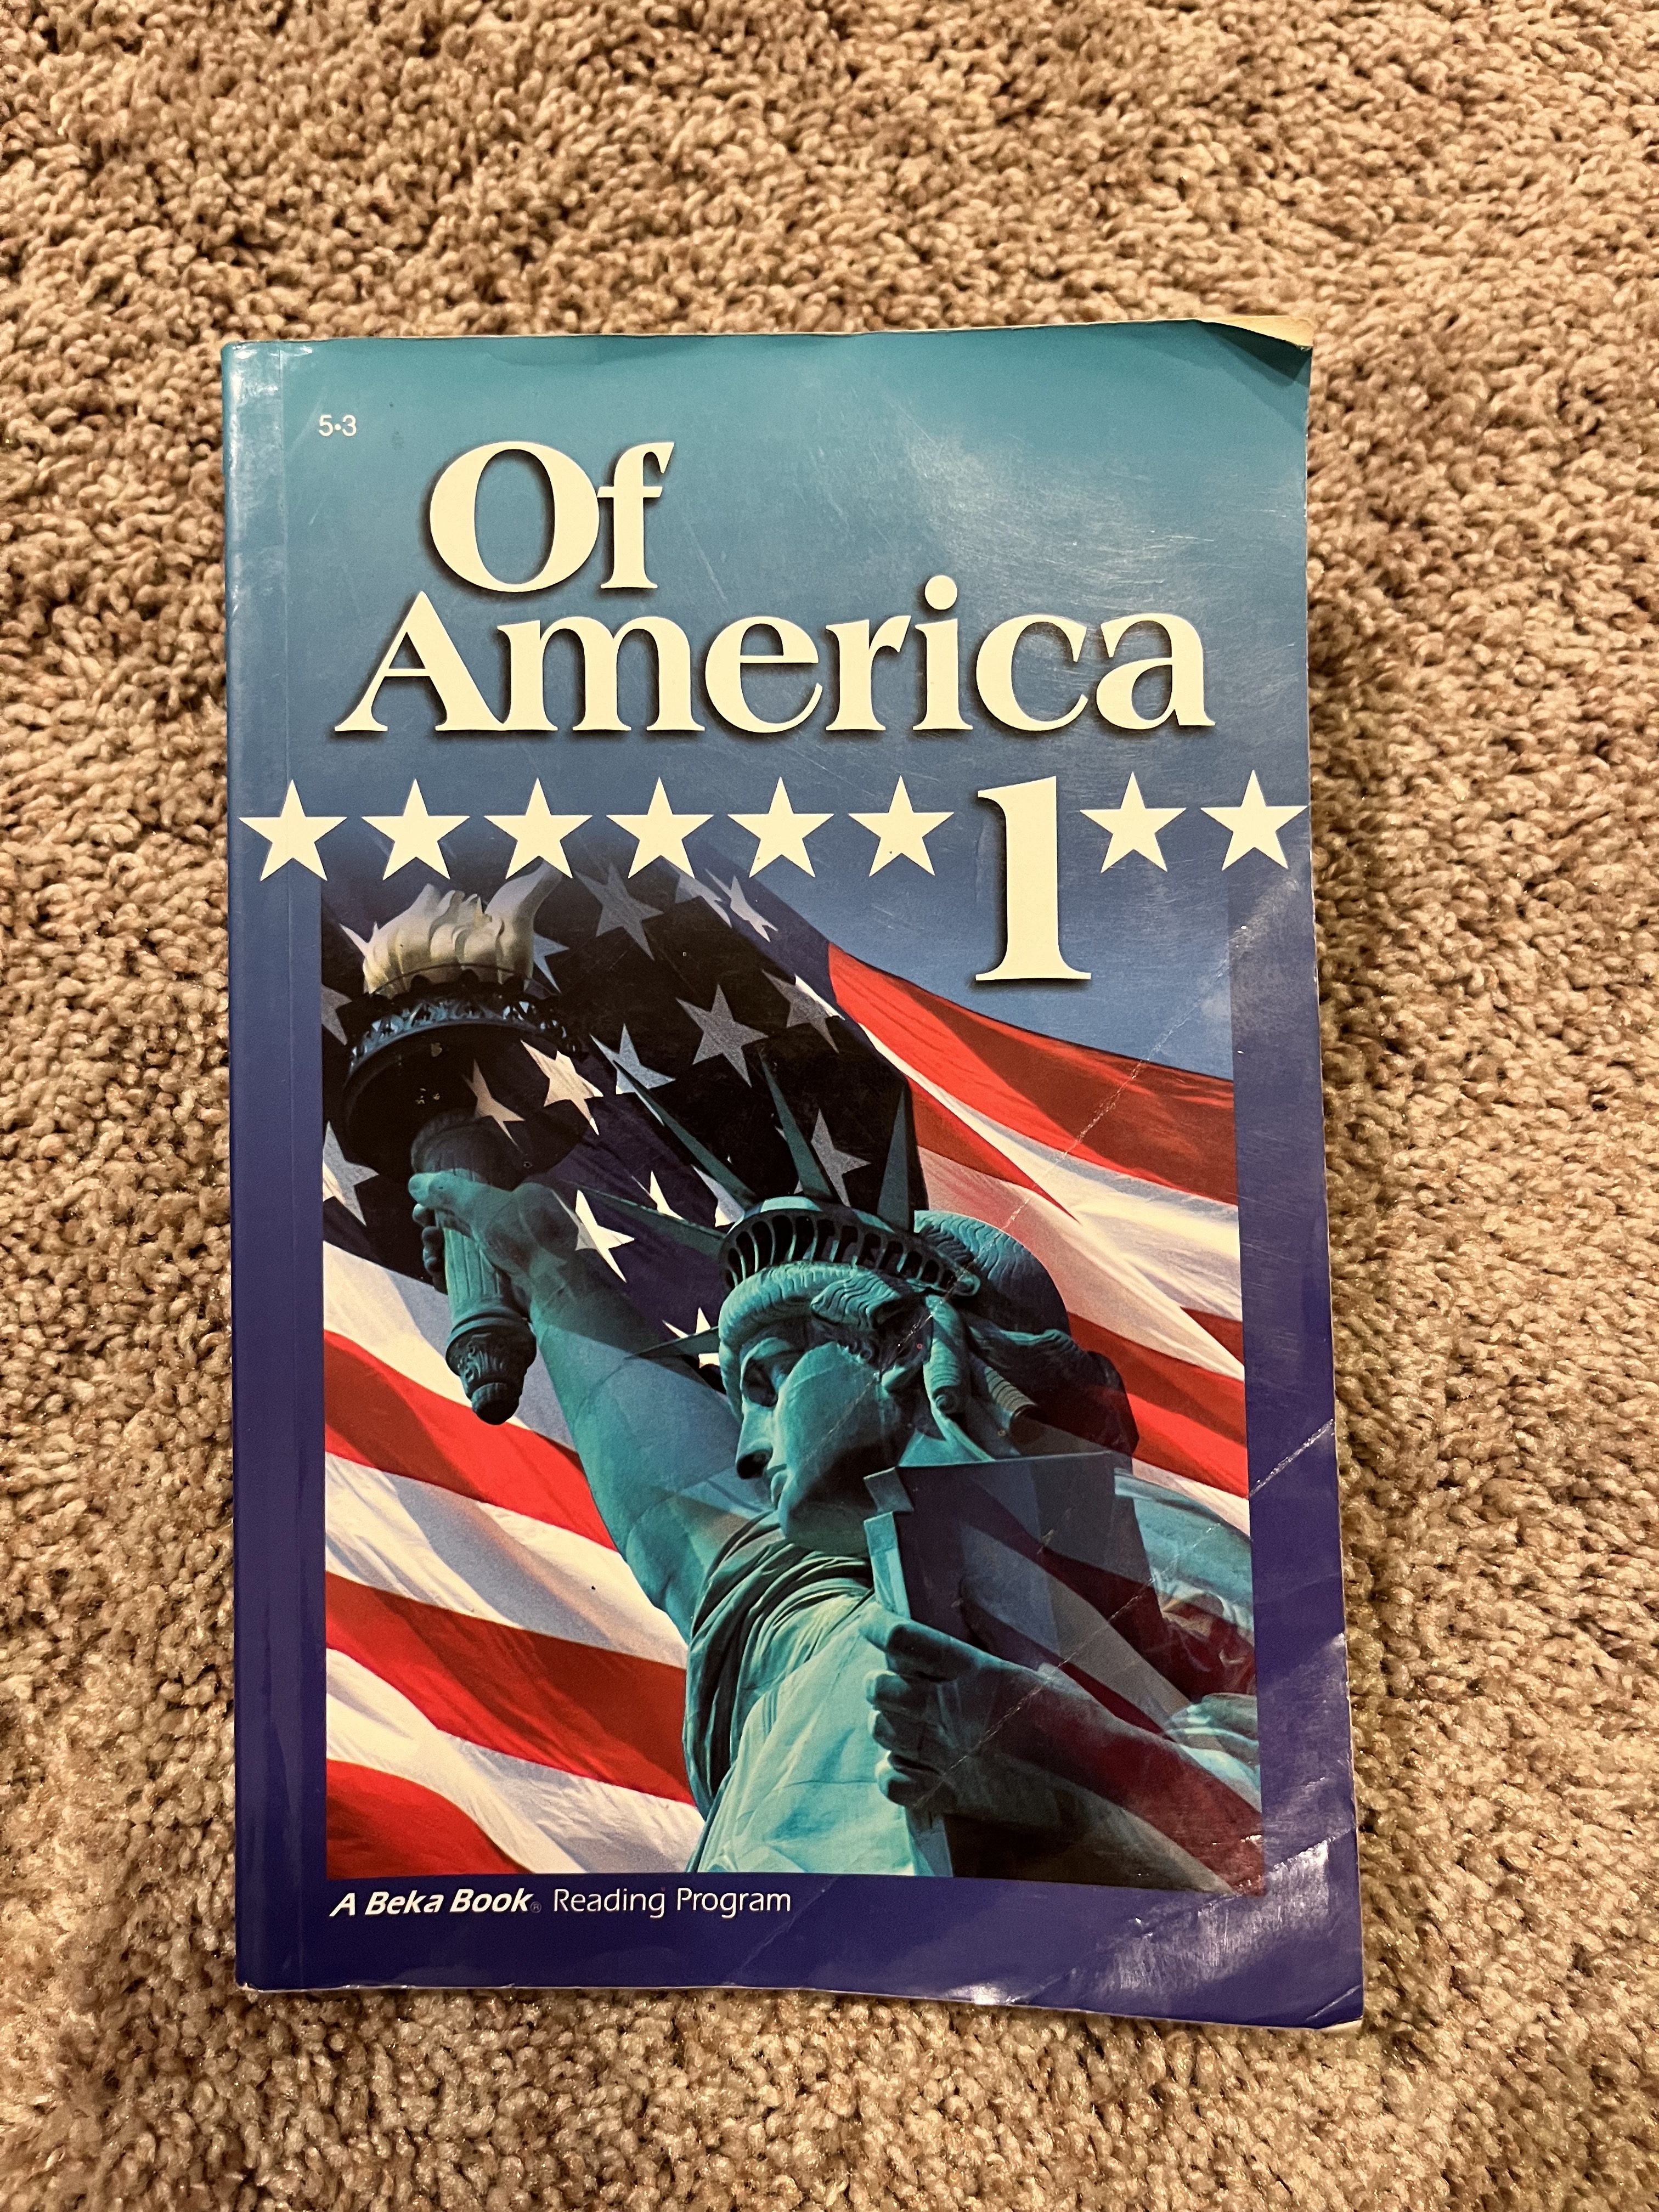 5•3
Of
America
1
A Beka Book® Reading Program